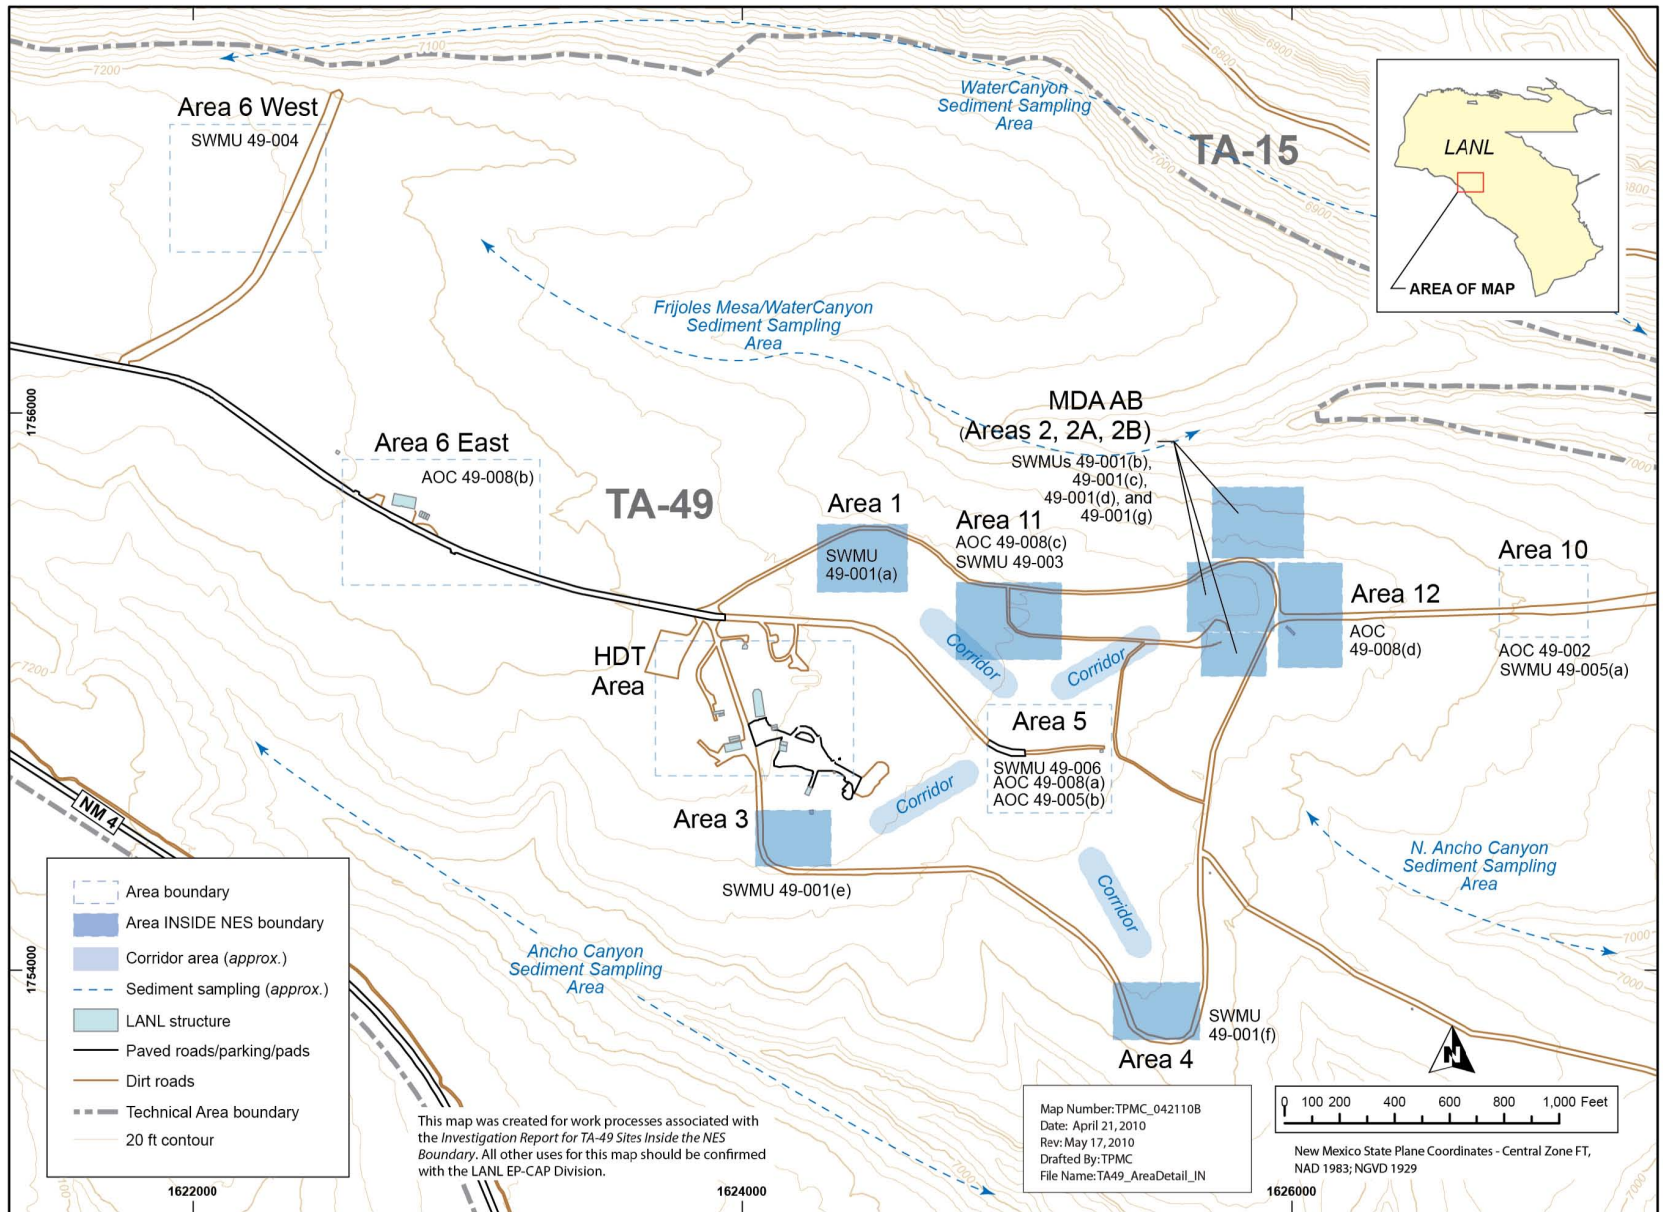 7100
7200
Area 6 West
SWMU 49-004
WaterCanyon
Sediment Sampling
Area
6800
6900
TA-15
7000
6900
6800
LANL
AREA OF MAP
Frijoles Mesa/WaterCanyon
Sediment Sampling
Area
1756000
Area 6 East
AOC 49-008(b)
TA-49
MDA AB
(Areas 2, 2A, 2B)
SWMUs 49-001(b),
49-001(c),
49-001(d), and
49-001(g)
7000
Area 1
SWMU
49-001(a)
Area 11
AOC 49-008(c)
SWMU 49-003
Area 10
AOC 49-002
SWMU 49-005(a)
Area 12
AOC
49-008(d)
HDT
Area
7200
Corridor
Corridor
Area 5
SWMU 49-006
AOC 49-008(a)
AOC 49-005(b)
Corridor
NM 4
Area 3
SWMU 49-001(e)
N. Ancho Canyon
Sediment Sampling
Area
7000
Corridor
Ancho Canyon
Sediment Sampling
Area
1754000
SWMU
49-001(f)
Area 4
N
Area boundary
Area INSIDE NES boundary
Corridor area (approx.)
Sediment sampling (approx.)
LANL structure
Paved roads/parking/pads
Dirt roads
Technical Area boundary
20 ft contour
This map was created for work processes associated with
the Investigation Report for TA-49 Sites Inside the NES
Boundary. All other uses for this map should be confirmed
with the LANL EP-CAP Division.
Map Number: TPMC_042110B
Date: April 21, 2010
Rev: May 17, 2010
Drafted By: TPMC
File Name: TA49_AreaDetail_IN
0 100 200 400 600 800 1,000 Feet
New Mexico State Plane Coordinates - Central Zone FT,
NAD 1983; NGVD 1929
7000
7000
1622000
1624000
1626000